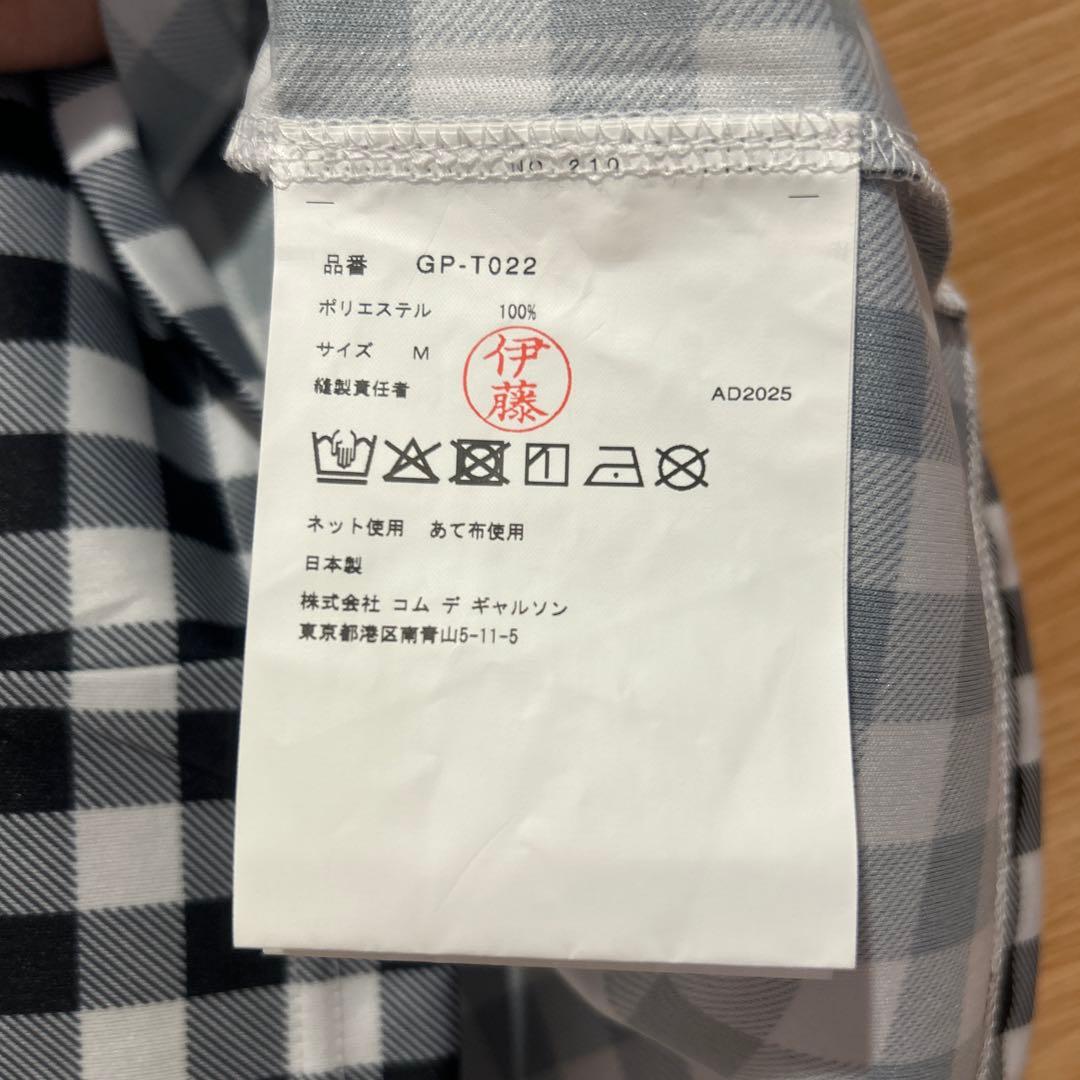 NO 210
品番 GP-T022
ポリエステル 100%
サイズ M
伊藤
縫製責任者 AD2025
ネット使用 あて布使用
日本製
株式会社 コム デ ギャルソン
東京都港区南青山5-11-5